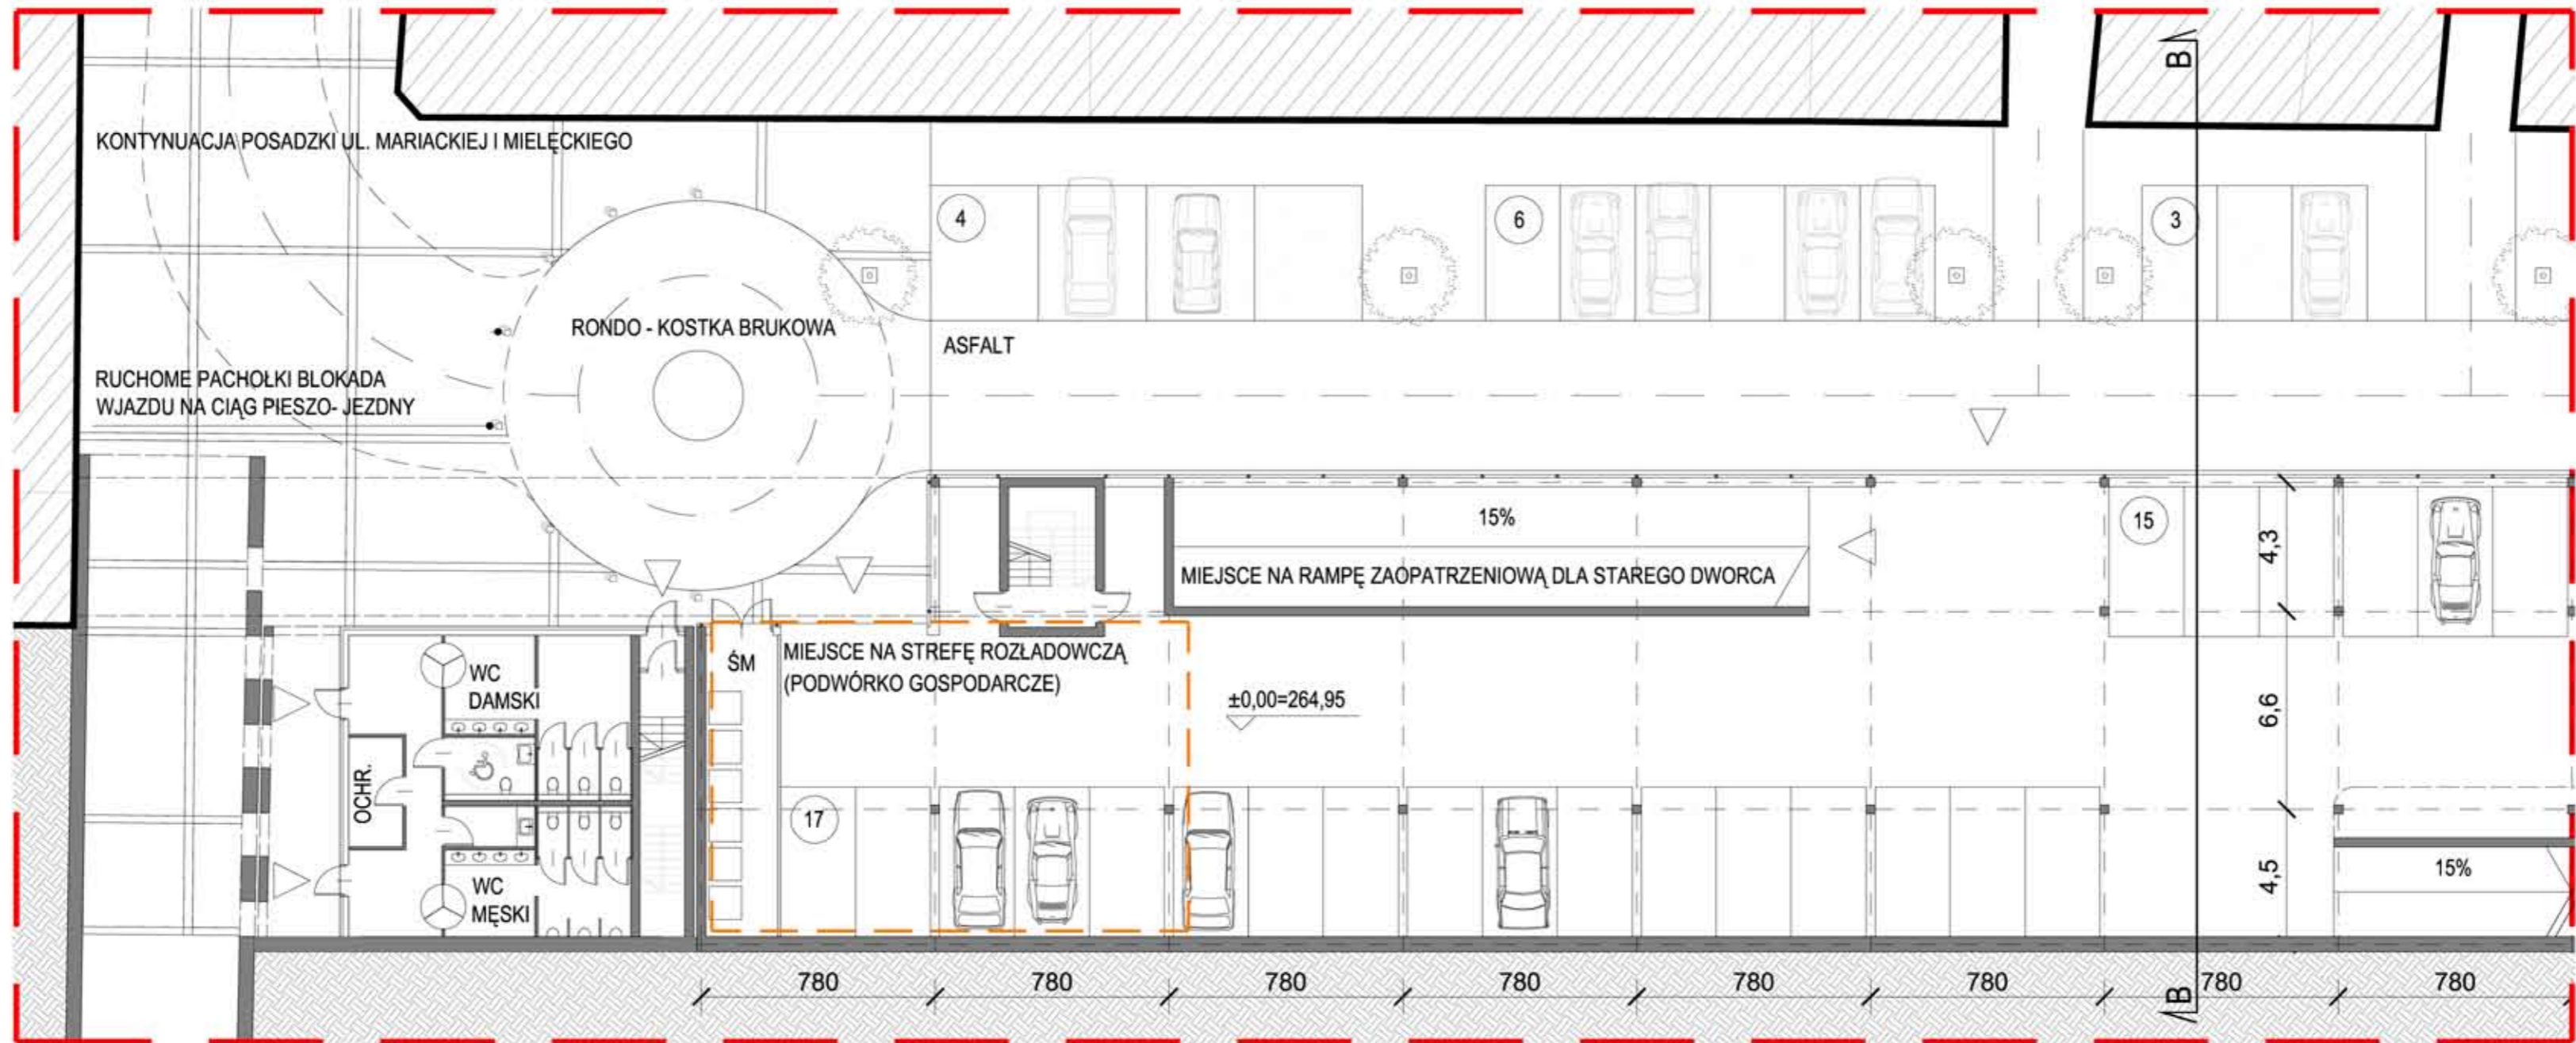 B
KONTYNUACJA POSADZKI UL. MARIACKIEJ I MIELĘCKIEGO
4
6
3
RONDO - KOSTKA BRUKOWA
ASFALT
RUCHOME PACHOŁKI BLOKADA
WJAZDU NA CIĄG PIESZO- JEZDNY
15%
15
4,3
MIEJSCE NA RAMPĘ ZAOPATRZENIOWĄ DLA STAREGO DWORCA
ŚM
MIEJSCE NA STREFĘ ROZŁADOWCZĄ
(PODWÓRKO GOSPODARCZE)
WC
DAMSKI
±0,00=264,95
6,6
OCHR.
17
WC
MĘSKI
4,5
15%
780
780
780
780
780
780
780
780
B